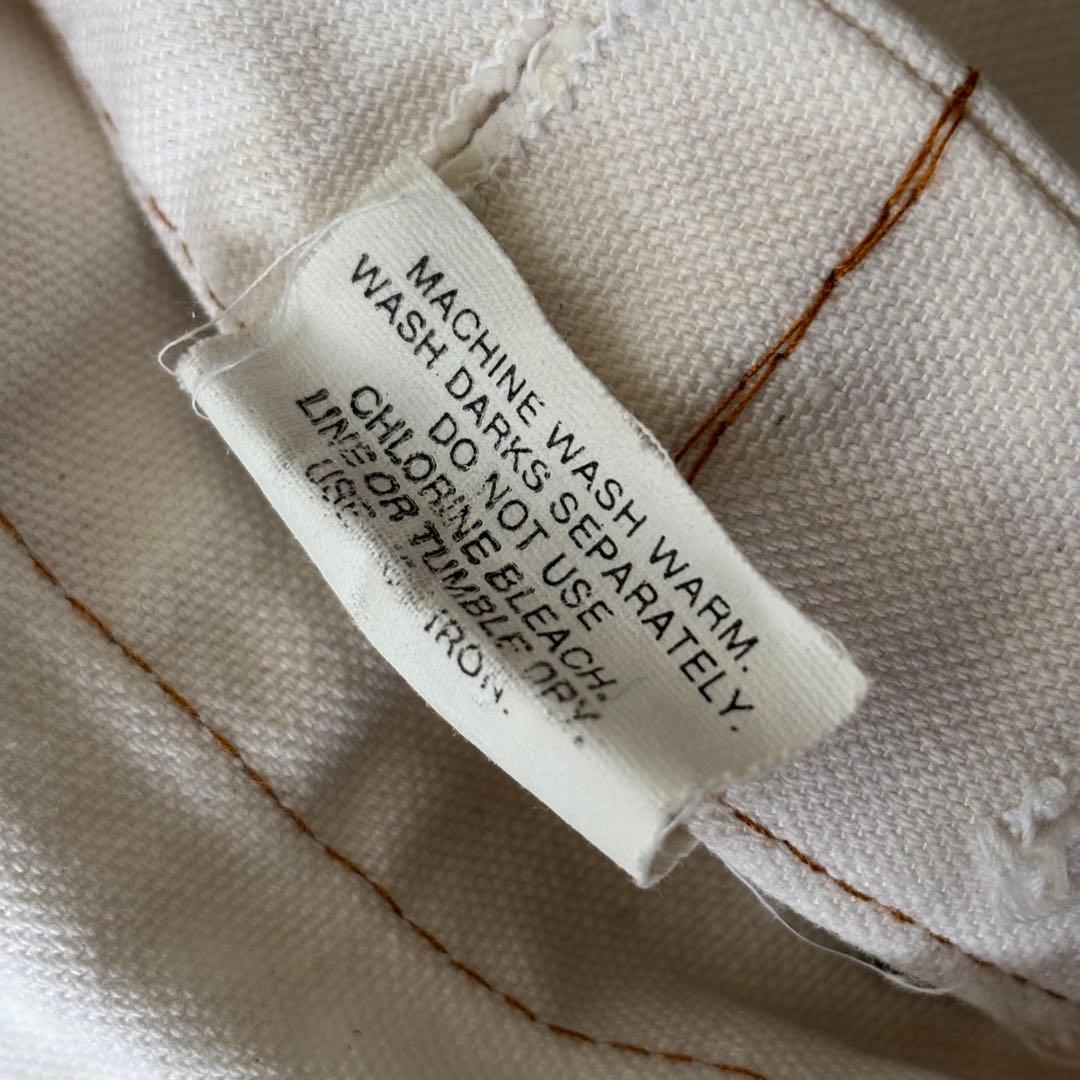 MACHINE WASH WARM.
WASH DARKS SEPARATELY.
DO NOT USE
CHLORINE BLEACH.
LINE OR TUMBLE DRY.
USE IRON.